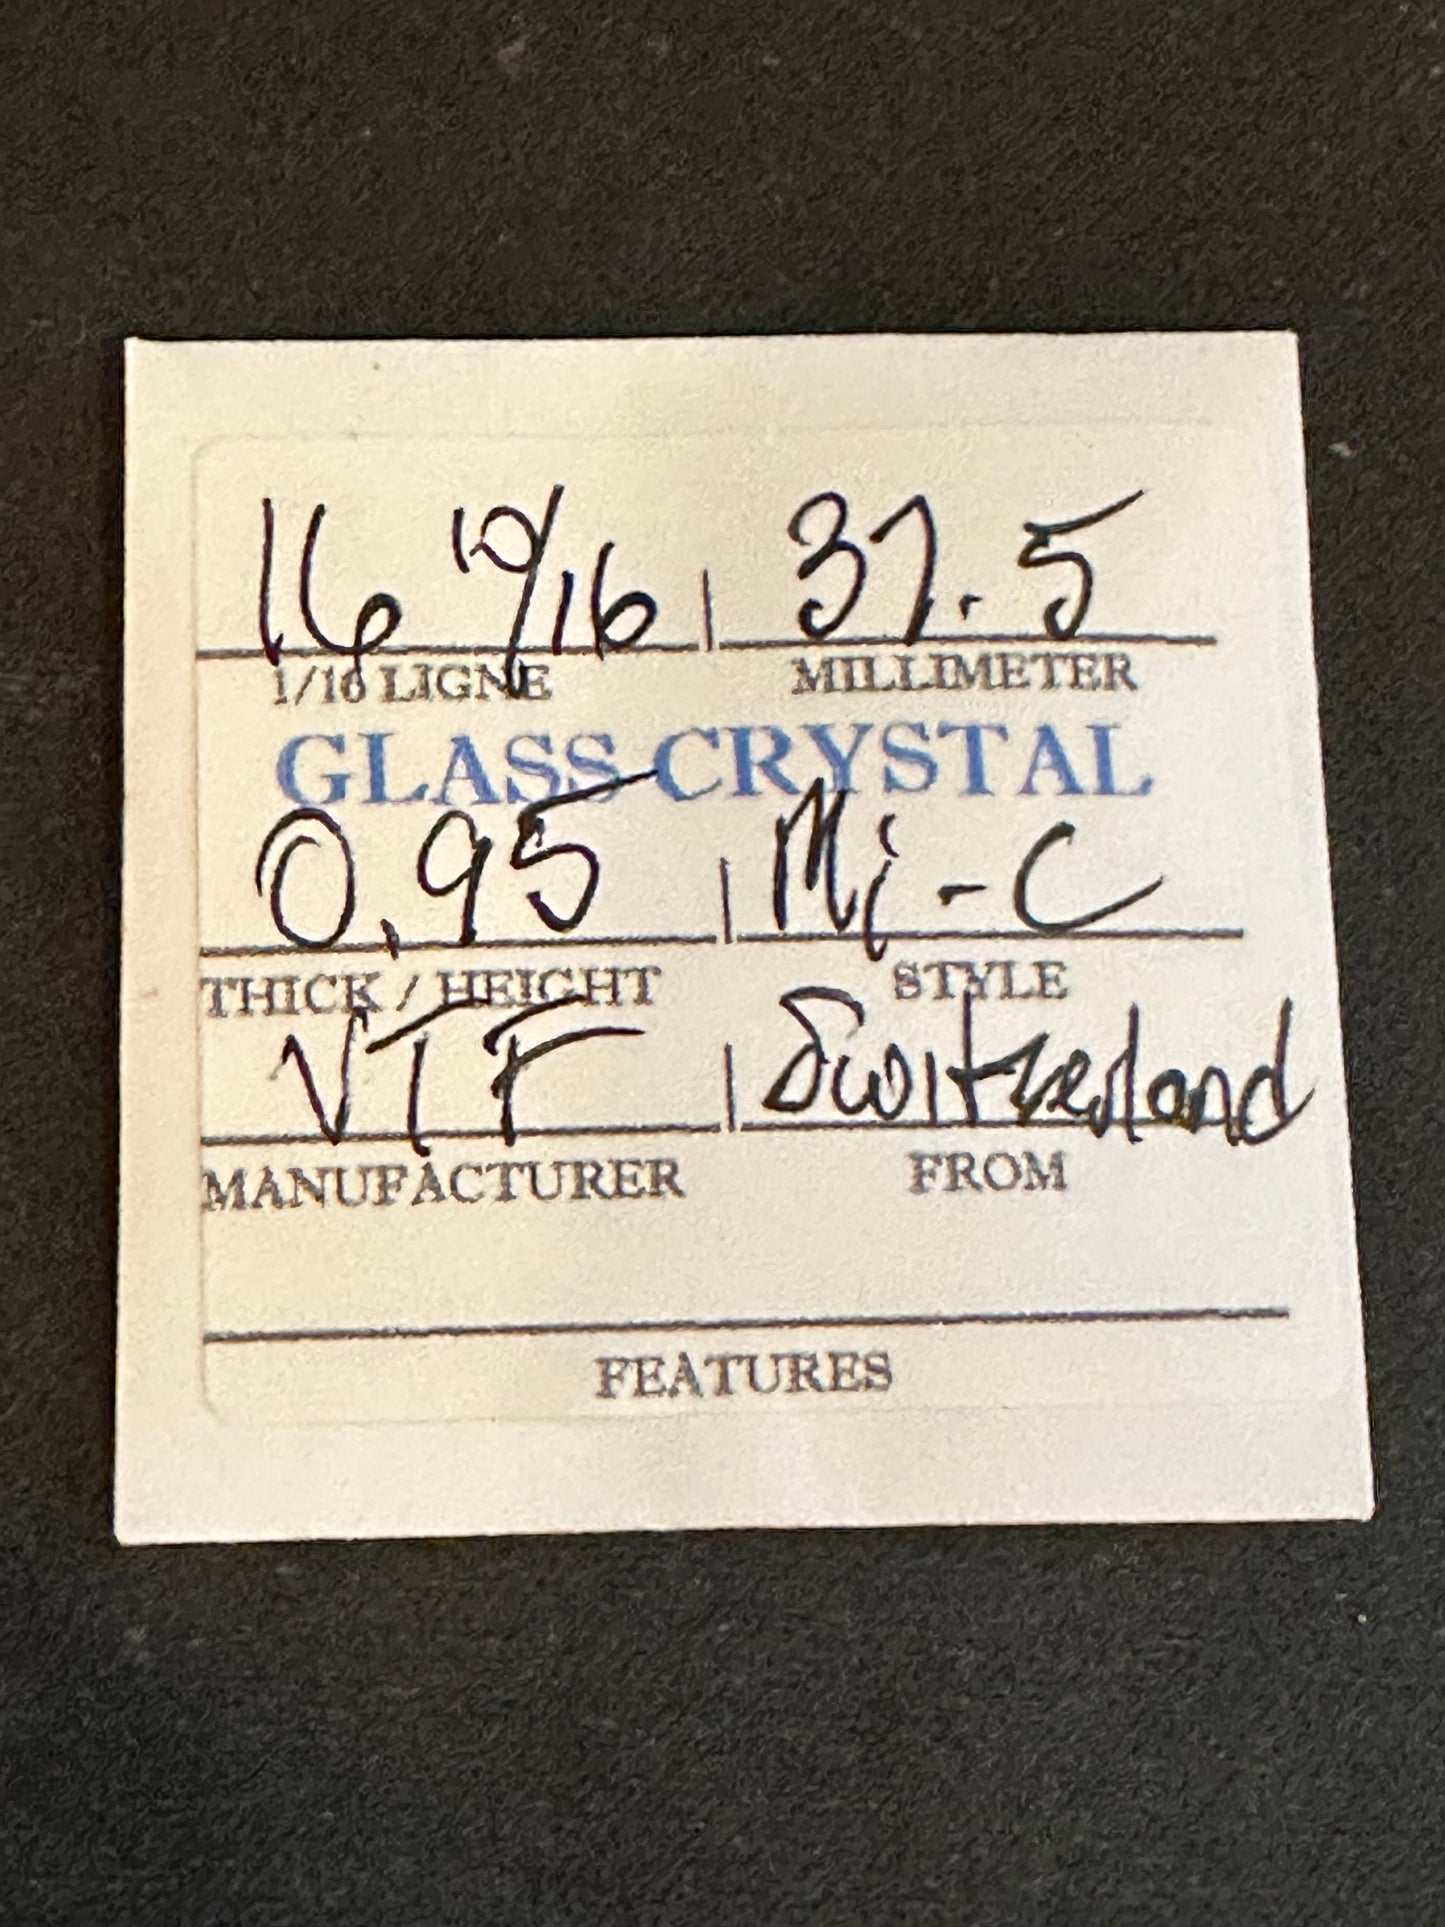 16 10/16 | 37.5
1/16 LIGNE MILLIMETER
GLASS CRYSTAL
0.95 | Mi-C
THICK / HEIGHT STYLE
VTF | Switzerland
MANUFACTURER FROM
FEATURES